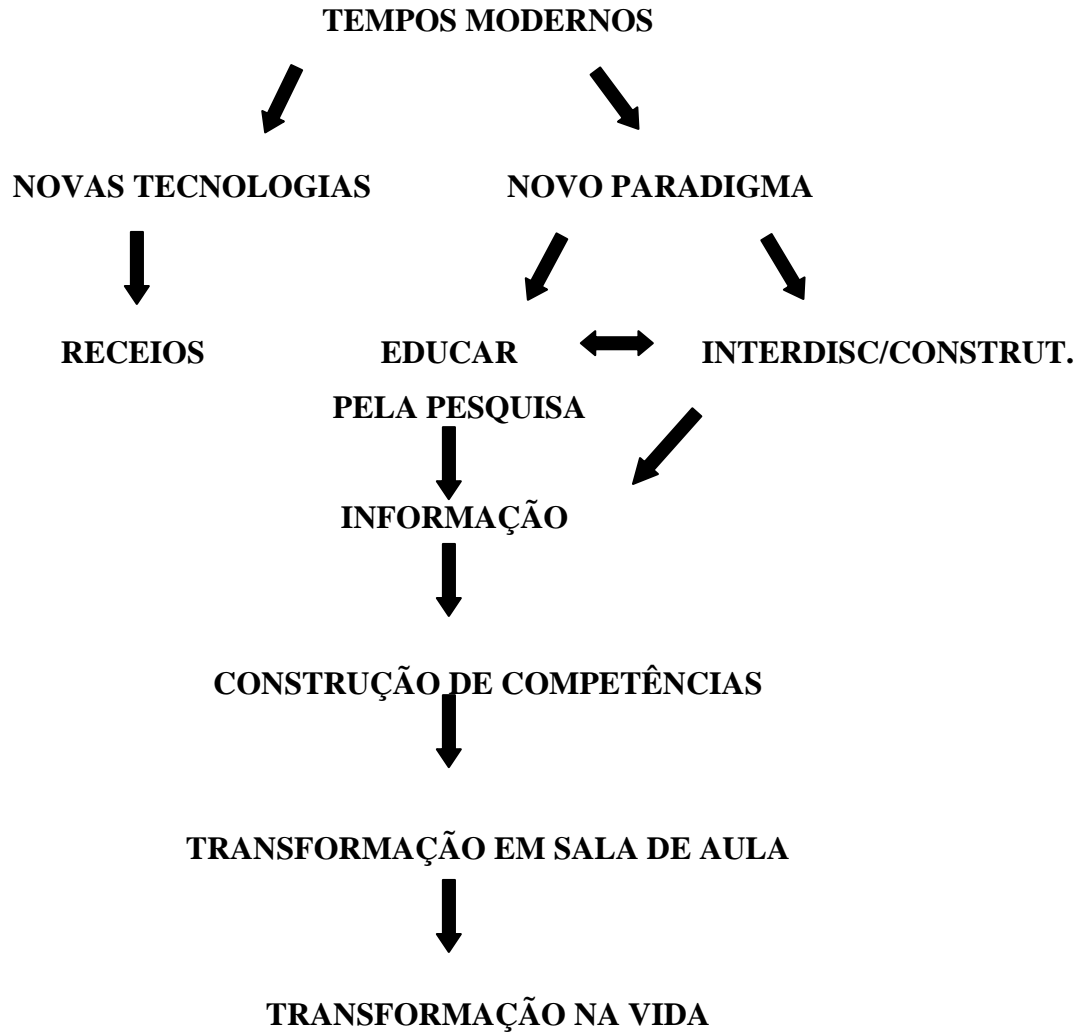 TEMPOS MODERNOS
NOVAS TECNOLOGIAS
NOVO PARADIGMA
RECEIOS
EDUCAR
INTERDISC/CONSTRUT.
PELA PESQUISA
INFORMAÇÃO
CONSTRUÇÃO DE COMPETÊNCIAS
TRANSFORMAÇÃO EM SALA DE AULA
TRANSFORMAÇÃO NA VIDA